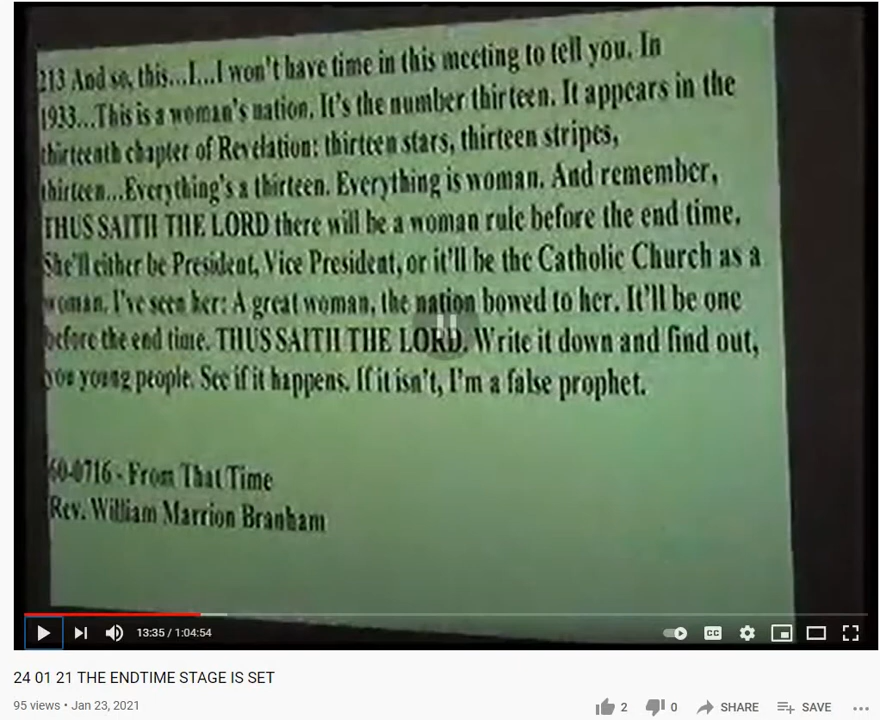 213 And so, this...I...I won't have time in this meeting to tell you. In
1933...This is a woman's nation. It's the number thirteen. It appears in the
thirteenth chapter of Revelation: thirteen stars, thirteen stripes,
thirteen...Everything's a thirteen. Everything is woman. And remember,
THUS SAITH THE LORD there will be a woman rule before the end time.
She'll either be President, Vice President, or it'll be the Catholic Church as a
woman. I've seen her: A great woman, the nation bowed to her. It'll be one
before the end time. THUS SAITH THE LORD. Write it down and find out,
you young people. See if it happens. If it isn't, I'm a false prophet.
60-0716 - From That Time
Rev. William Marrion Branham
13:35 / 1:04:54
CC
24 01 21 THE ENDTIME STAGE IS SET
95 views • Jan 23, 2021
2
0
SHARE
SAVE